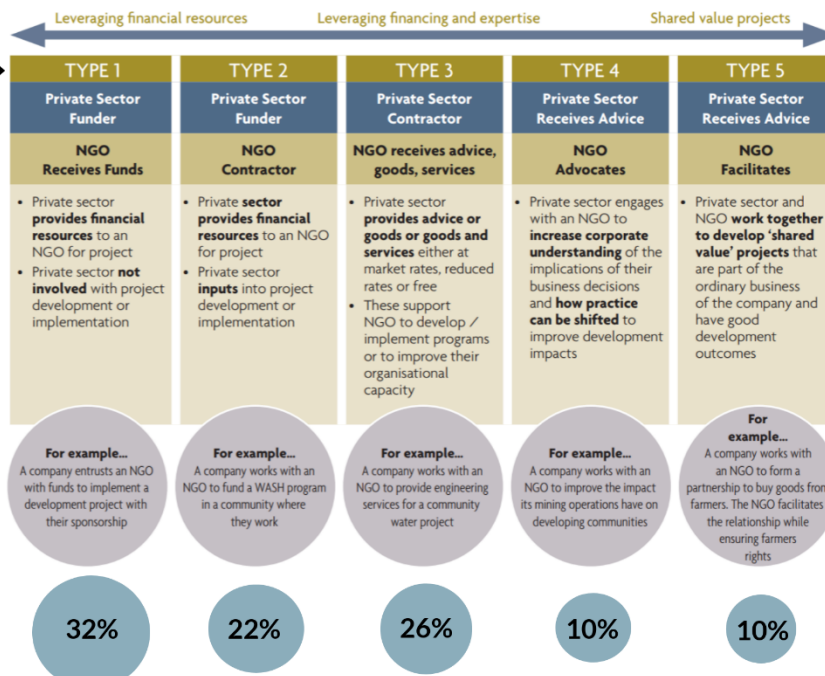 Leveraging financial resources
Leveraging financing and expertise
Shared value projects
TYPE 1
Private Sector
Funder
NGO
Receives Funds
• Private sector
provides financial
resources to an
NGO for project
• Private sector not
involved with project
development or
implementation
For example...
A company entrusts an NGO
with funds to implement a
development project with
their sponsorship
32%
TYPE 2
Private Sector
Funder
NGO
Contractor
• Private sector
provides financial
resources to an NGO
for project
• Private sector
inputs into project
development or
implementation
For example...
A company works with an
NGO to fund a WASH program
in a community where
they work
22%
TYPE 3
Private Sector
Contractor
NGO receives advice,
goods, services
• Private sector
provides advice or
goods or goods and
services either at
market rates, reduced
rates or free
• These support
NGO to develop /
implement programs
or to improve their
organisational
capacity
For example...
A company works with an
NGO to provide engineering
services for a community
water project
26%
TYPE 4
Private Sector
Receives Advice
NGO
Advocates
• Private sector engages
with an NGO to
increase corporate
understanding of the
implications of their
business decisions
and how practice
can be shifted to
improve development
impacts
For example...
A company works with an
NGO to improve the impact
its mining operations have on
developing communities
10%
TYPE 5
Private Sector
Receives Advice
NGO
Facilitates
• Private sector and
NGO work together
to develop ‘shared
value’ projects that
are part of the
ordinary business
of the company and
have good
development
outcomes
For
example...
A company works with
an NGO to form a
partnership to buy goods from
farmers. The NGO facilitates
the relationship while
ensuring farmers
rights
10%